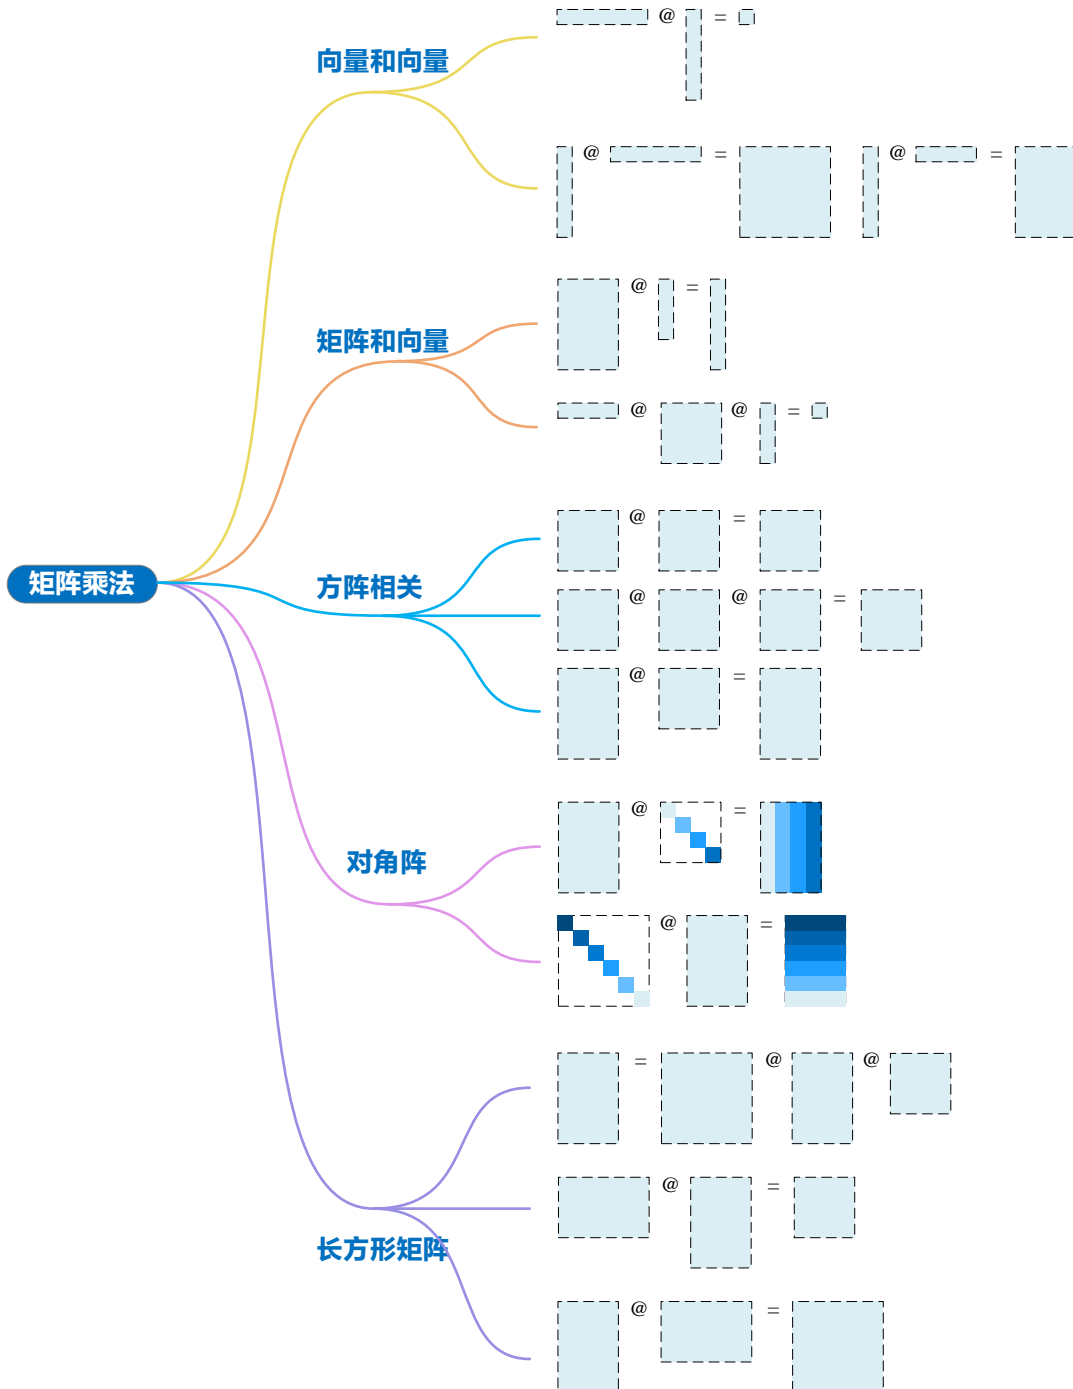 @ =
向量和向量
@ = @ =
@ =
矩阵和向量
@ @ =
@ =
矩阵乘法
方阵相关
@ @ =
@ =
@ =
对角阵
@ =
= @ @
@ =
长方形矩阵
@ =